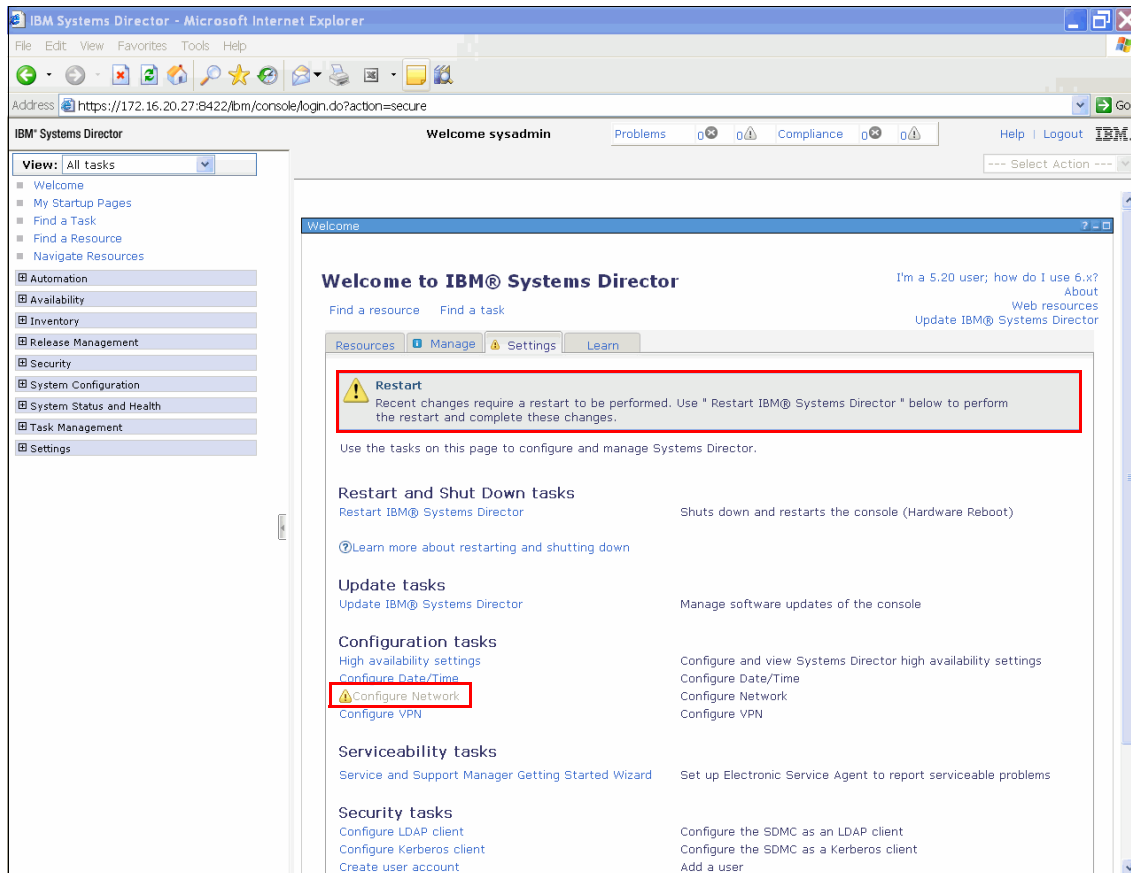 IBM Systems Director - Microsoft Internet Explorer
File Edit View Favorites Tools Help
Address https://172.16.20.27:8422/ibm/console/login.do?action=secure Go
IBM® Systems Director Welcome sysadmin Problems 0 0 Compliance 0 0 Help | Logout IBM.
View: All tasks
--- Select Action ---
Welcome
My Startup Pages
Find a Task
Find a Resource
Navigate Resources
Automation
Availability
Inventory
Release Management
Security
System Configuration
System Status and Health
Task Management
Settings
Welcome
Welcome to IBM® Systems Director
I'm a 5.20 user; how do I use 6.x?
About
Web resources
Update IBM® Systems Director
Find a resource Find a task
Resources Manage Settings Learn
Restart
Recent changes require a restart to be performed. Use " Restart IBM® Systems Director " below to perform
the restart and complete these changes.
Use the tasks on this page to configure and manage Systems Director.
Restart and Shut Down tasks
Restart IBM® Systems Director Shuts down and restarts the console (Hardware Reboot)
Learn more about restarting and shutting down
Update tasks
Update IBM® Systems Director Manage software updates of the console
Configuration tasks
High availability settings Configure and view Systems Director high availability settings
Configure Date/Time Configure Date/Time
Configure Network Configure Network
Configure VPN Configure VPN
Serviceability tasks
Service and Support Manager Getting Started Wizard Set up Electronic Service Agent to report serviceable problems
Security tasks
Configure LDAP client Configure the SDMC as an LDAP client
Configure Kerberos client Configure the SDMC as a Kerberos client
Create user account Add a user